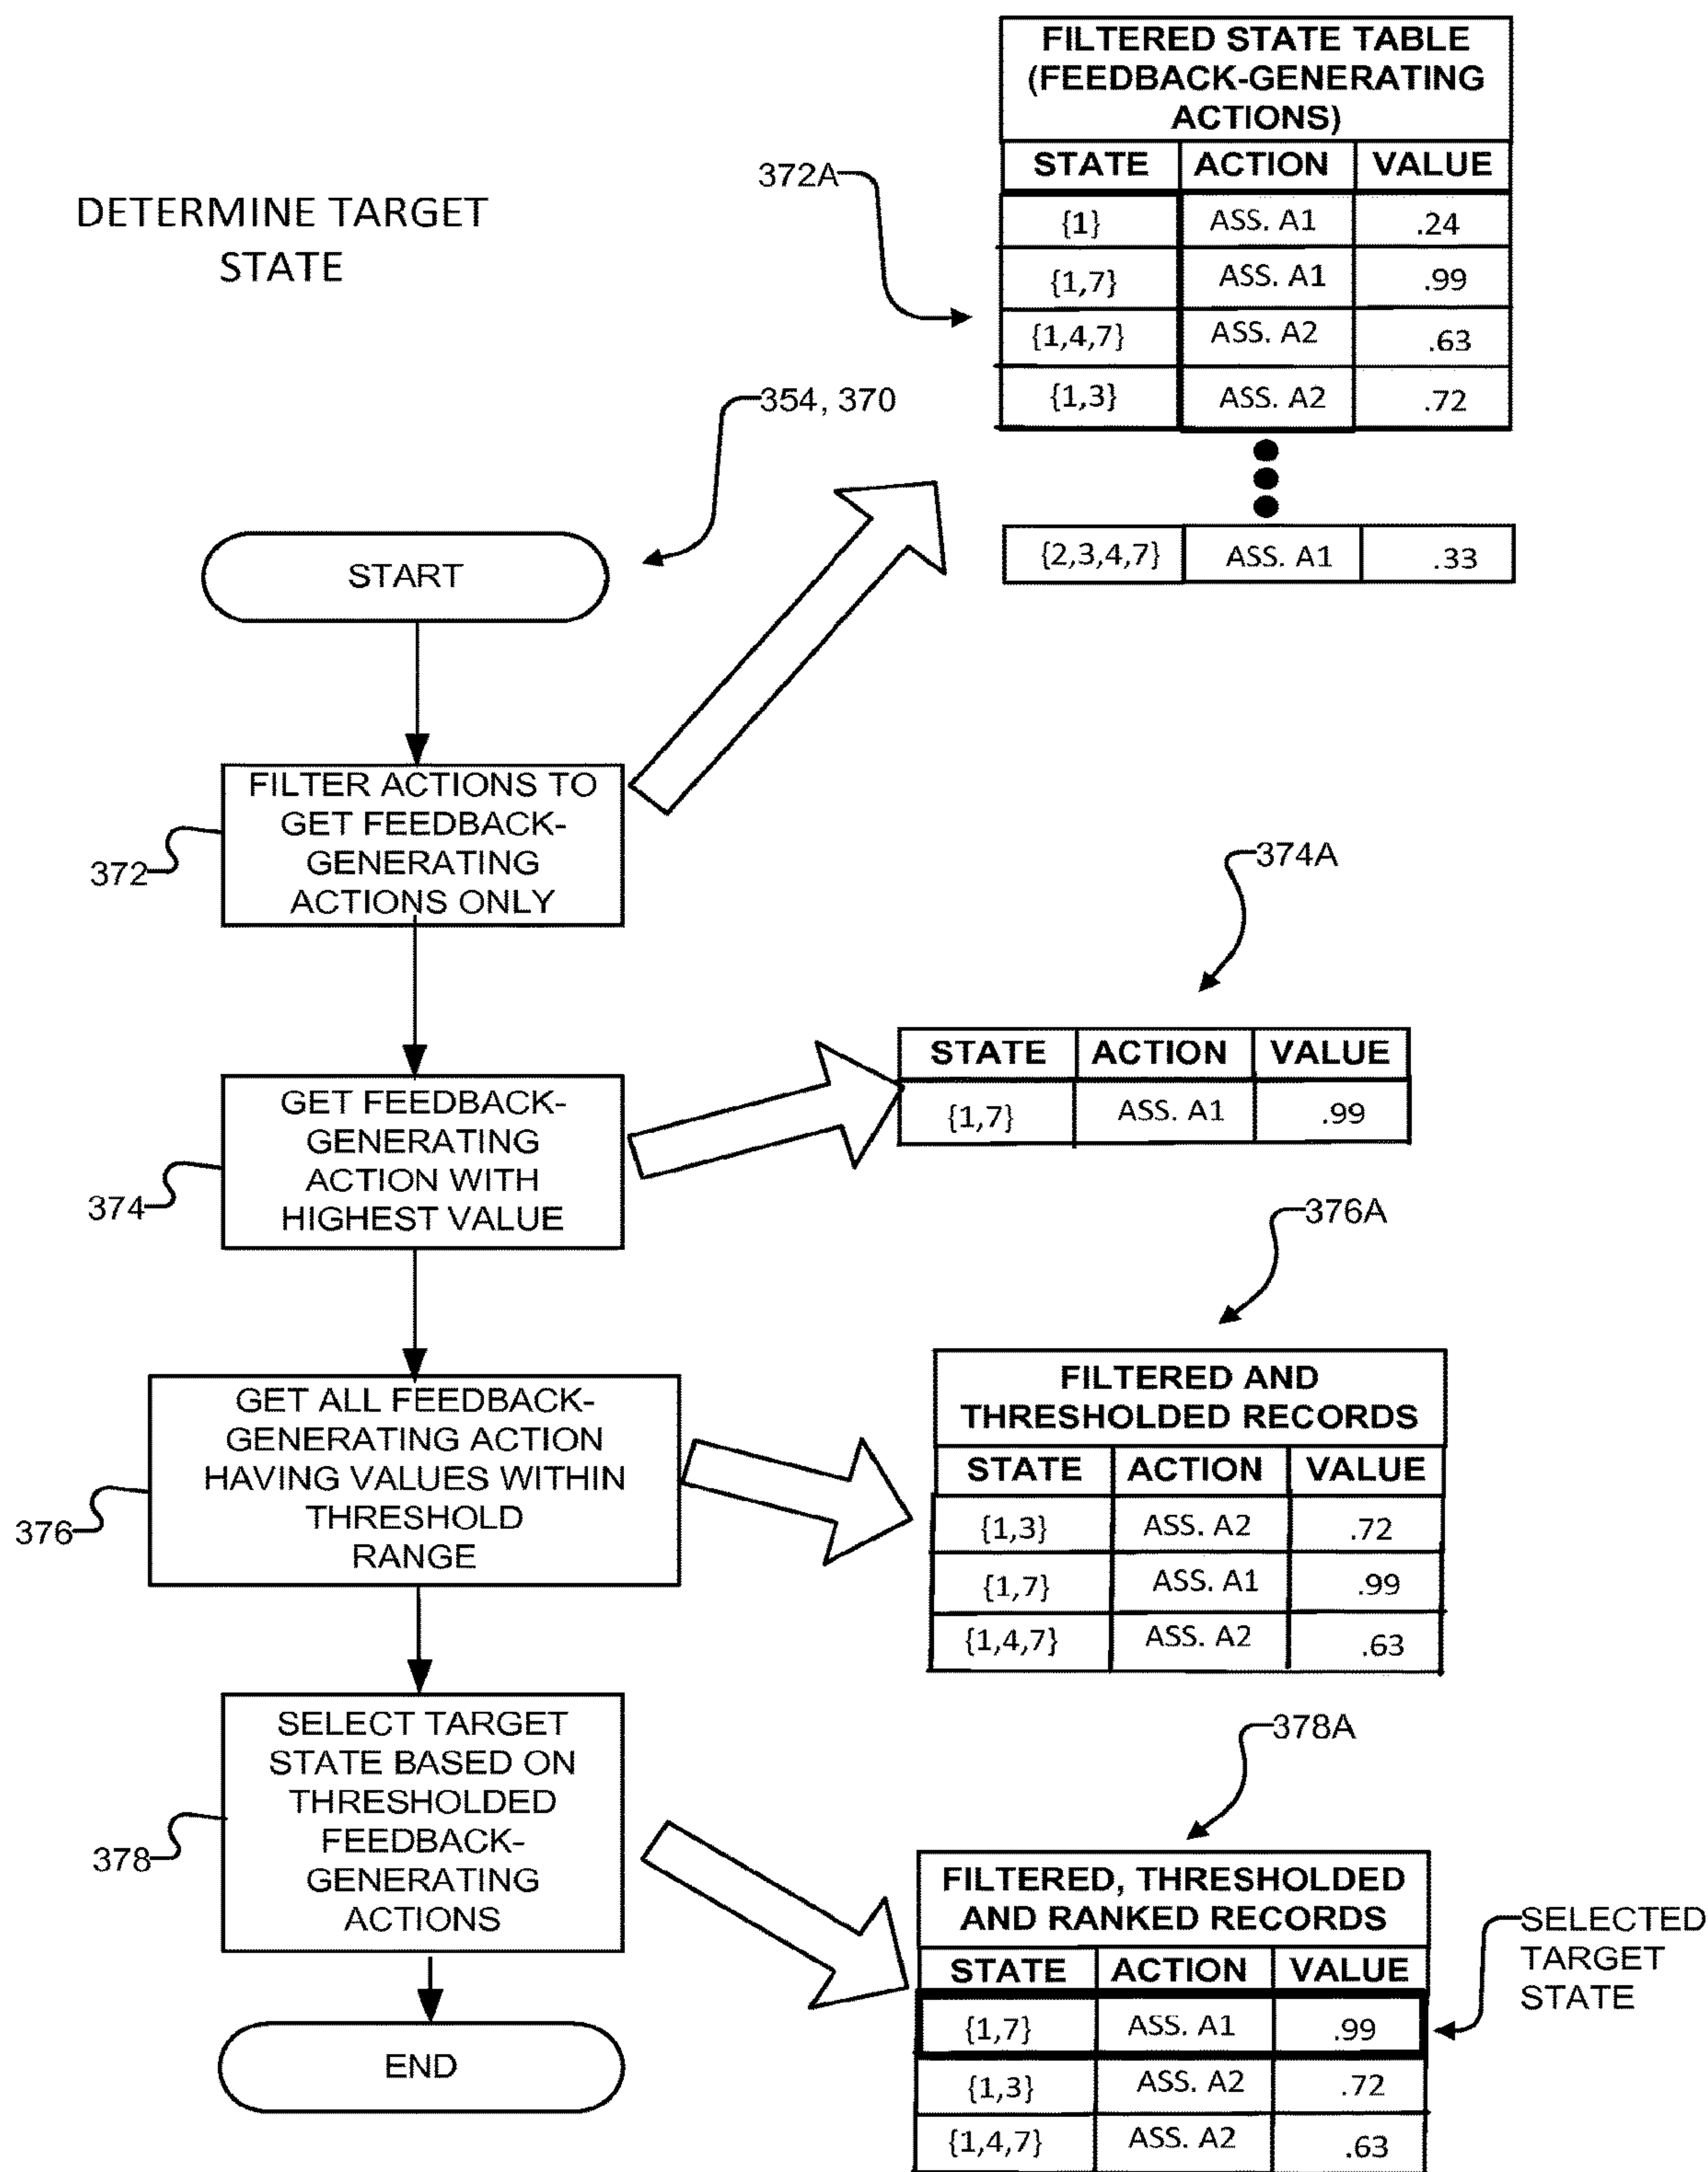 DETERMINE TARGET
STATE
354, 370
START
FILTER ACTIONS TO
GET FEEDBACK-
GENERATING
ACTIONS ONLY
372
GET FEEDBACK-
GENERATING
ACTION WITH
HIGHEST VALUE
374
GET ALL FEEDBACK-
GENERATING ACTION
HAVING VALUES WITHIN
THRESHOLD
RANGE
376
SELECT TARGET
STATE BASED ON
THRESHOLDED
FEEDBACK-
GENERATING
ACTIONS
378
END
372A
FILTERED STATE TABLE
(FEEDBACK-GENERATING
ACTIONS)
STATE ACTION VALUE
{1} ASS. A1 .24
{1,7} ASS. A1 .99
{1,4,7} ASS. A2 .63
{1,3} ASS. A2 .72
{2,3,4,7} ASS. A1 .33
374A
STATE ACTION VALUE
{1,7} ASS. A1 .99
376A
FILTERED AND
THRESHOLDED RECORDS
STATE ACTION VALUE
{1,3} ASS. A2 .72
{1,7} ASS. A1 .99
{1,4,7} ASS. A2 .63
378A
FILTERED, THRESHOLDED
AND RANKED RECORDS
STATE ACTION VALUE
{1,7} ASS. A1 .99
{1,3} ASS. A2 .72
{1,4,7} ASS. A2 .63
SELECTED
TARGET
STATE